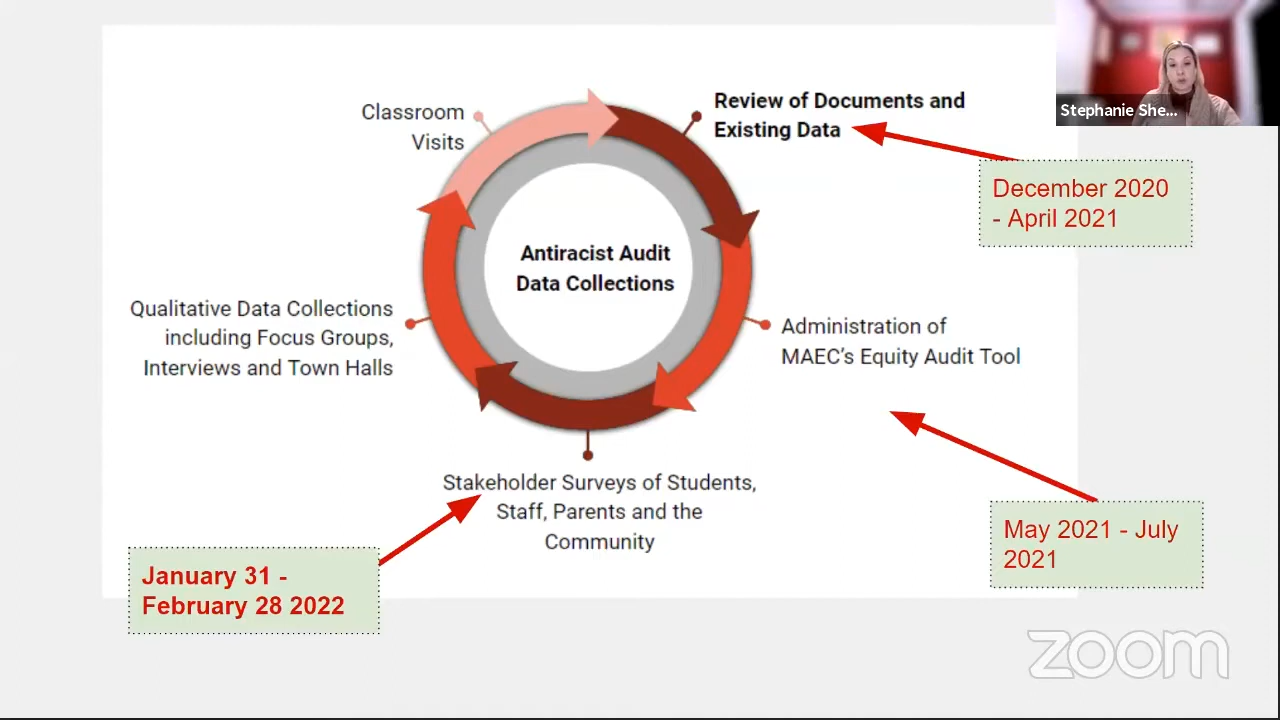 Stephanie She...
Classroom
Visits
Review of Documents and
Existing Data
December 2020
- April 2021
Antiracist Audit
Data Collections
Qualitative Data Collections
including Focus Groups,
Interviews and Town Halls
Administration of
MAEC's Equity Audit Tool
Stakeholder Surveys of Students,
Staff, Parents and the
Community
May 2021 - July
2021
January 31 -
February 28 2022
zoom